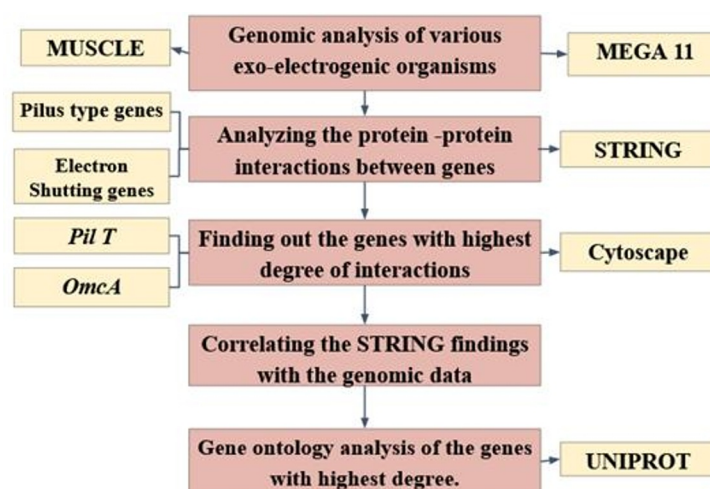 MUSCLE
Genomic analysis of various
exo-electrogenic organisms
MEGA 11
Pilus type genes
Electron
Shutting genes
Analyzing the protein -protein
interactions between genes
STRING
Pil T
OmcA
Finding out the genes with highest
degree of interactions
Cytoscape
Correlating the STRING findings
with the genomic data
Gene ontology analysis of the genes
with highest degree.
UNIPROT